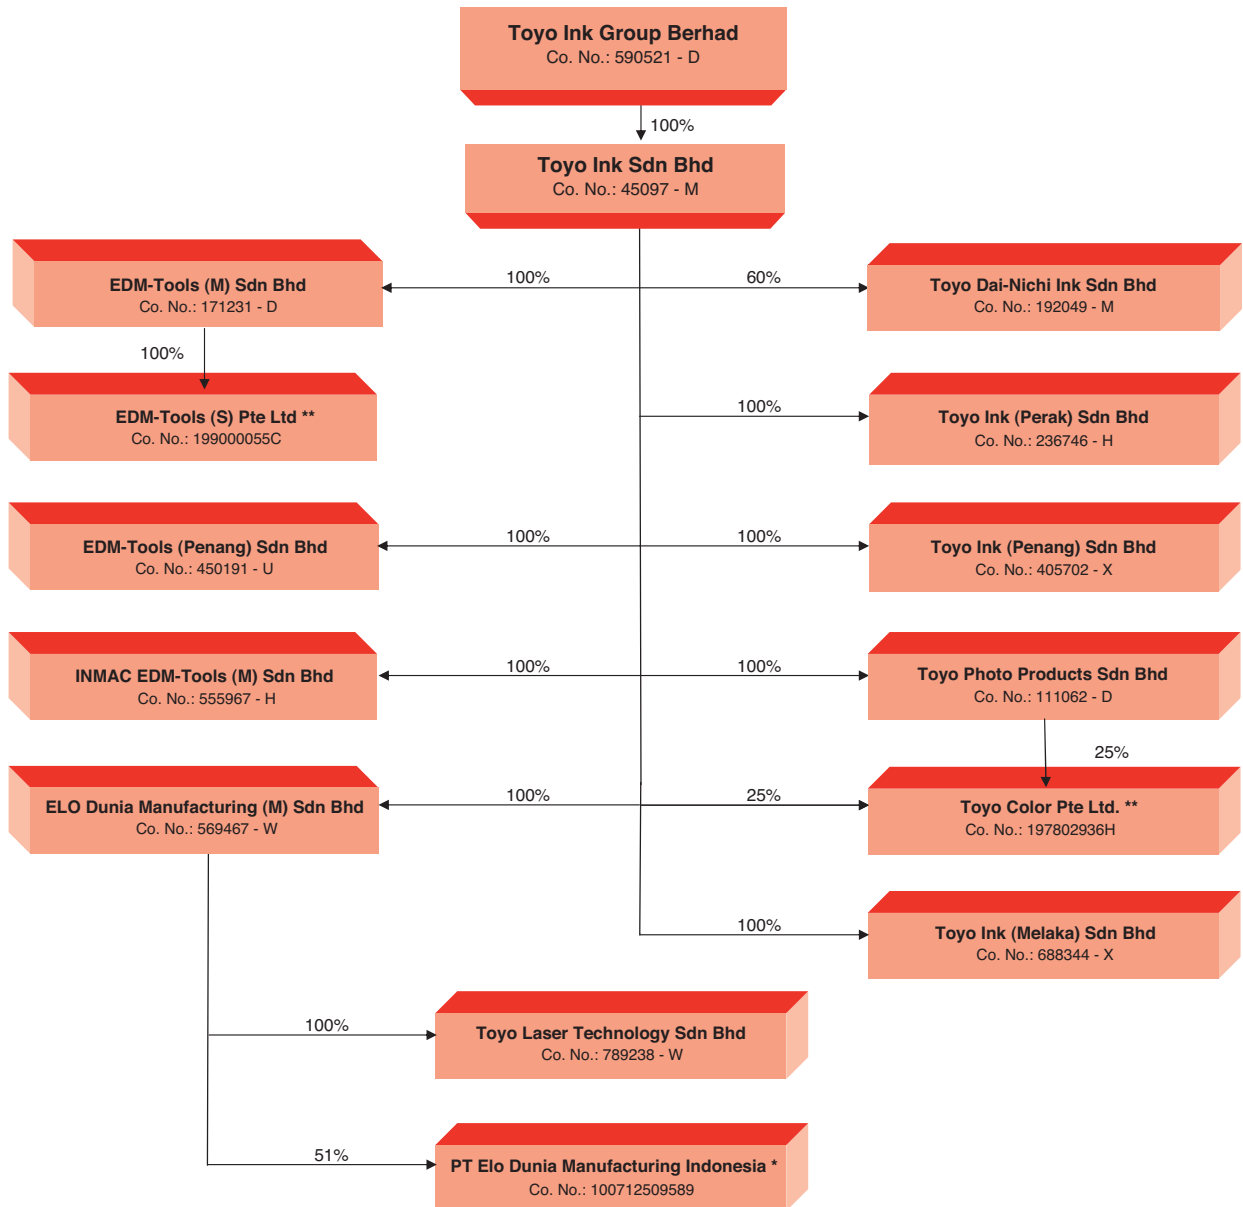 Toyo Ink Group Berhad
Co. No.: 590521 - D
100%
Toyo Ink Sdn Bhd
Co. No.: 45097 - M
EDM-Tools (M) Sdn Bhd
Co. No.: 171231 - D
100%
60%
Toyo Dai-Nichi Ink Sdn Bhd
Co. No.: 192049 - M
100%
EDM-Tools (S) Pte Ltd **
Co. No.: 199000055C
100%
Toyo Ink (Perak) Sdn Bhd
Co. No.: 236746 - H
EDM-Tools (Penang) Sdn Bhd
Co. No.: 450191 - U
100%
100%
Toyo Ink (Penang) Sdn Bhd
Co. No.: 405702 - X
INMAC EDM-Tools (M) Sdn Bhd
Co. No.: 555967 - H
100%
100%
Toyo Photo Products Sdn Bhd
Co. No.: 111062 - D
25%
ELO Dunia Manufacturing (M) Sdn Bhd
Co. No.: 569467 - W
100%
25%
Toyo Color Pte Ltd. **
Co. No.: 197802936H
100%
Toyo Ink (Melaka) Sdn Bhd
Co. No.: 688344 - X
100%
Toyo Laser Technology Sdn Bhd
Co. No.: 789238 - W
51%
PT Elo Dunia Manufacturing Indonesia *
Co. No.: 100712509589